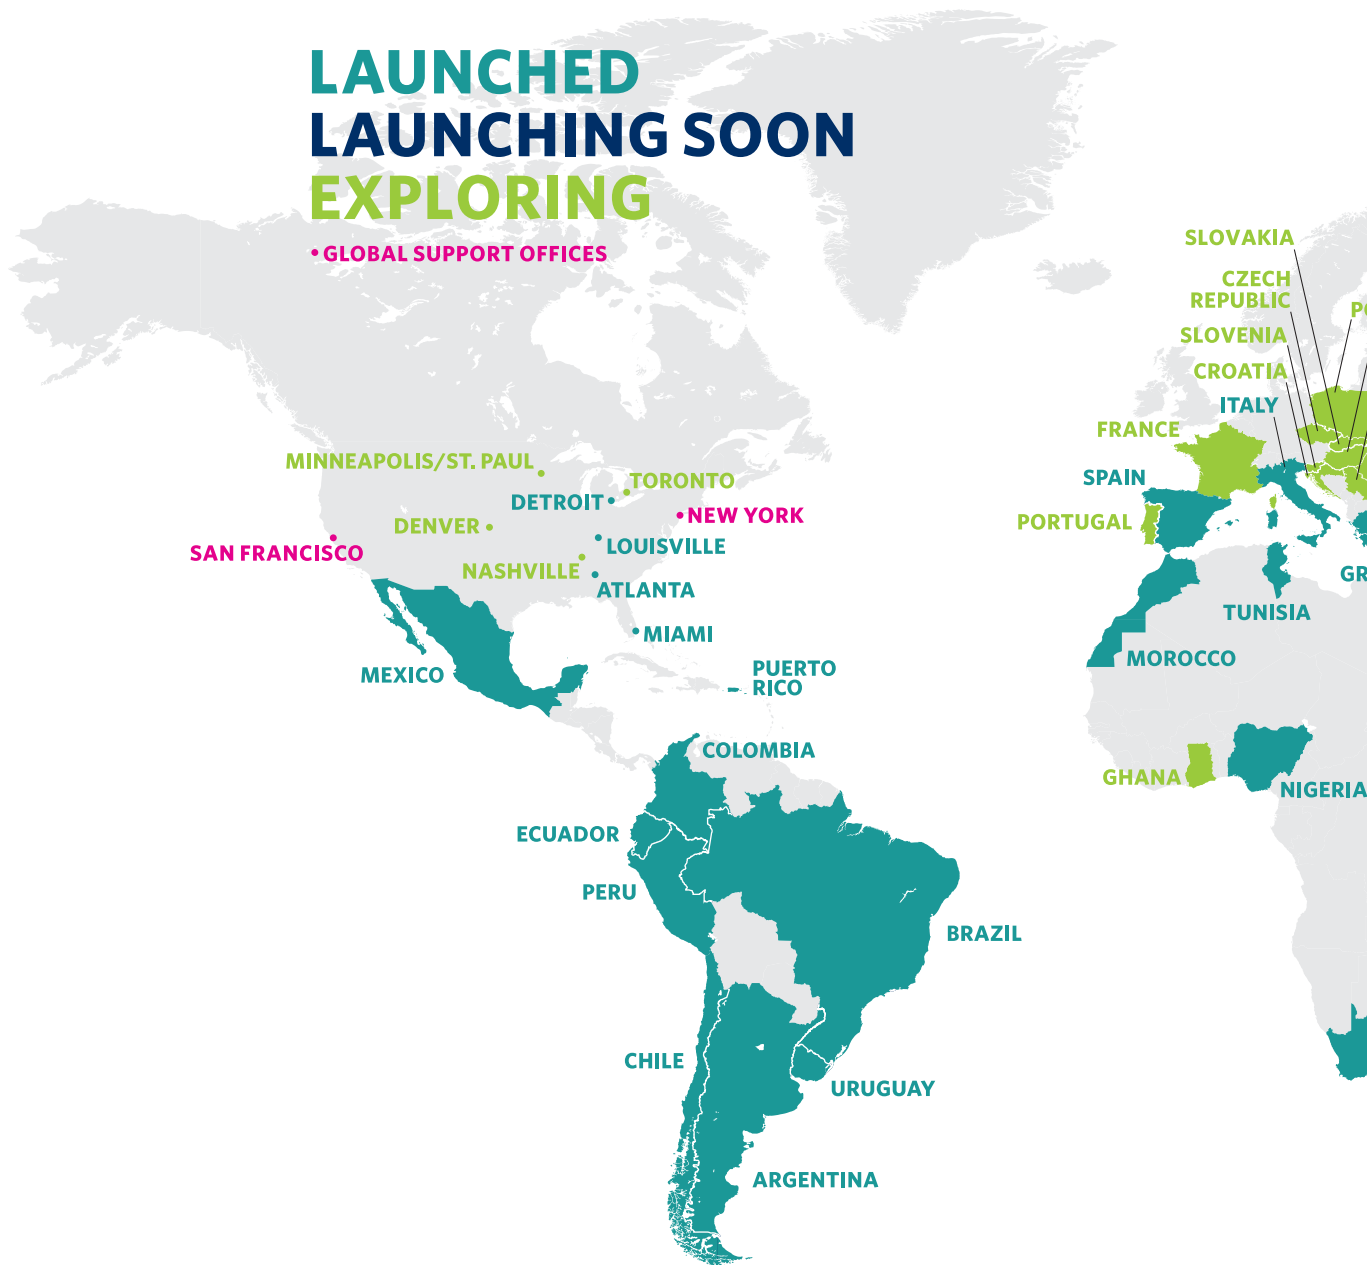 LAUNCHED
LAUNCHING SOON
EXPLORING
• GLOBAL SUPPORT OFFICES
SLOVAKIA
CZECH
REPUBLIC
SLOVENIA
CROATIA
ITALY
FRANCE
SPAIN
PORTUGAL
MINNEAPOLIS/ST. PAUL
TORONTO
DETROIT
NEW YORK
DENVER
SAN FRANCISCO
LOUISVILLE
NASHVILLE
ATLANTA
MIAMI
TUNISIA
MOROCCO
MEXICO
PUERTO
RICO
COLOMBIA
GHANA
NIGERIA
ECUADOR
PERU
BRAZIL
CHILE
URUGUAY
ARGENTINA